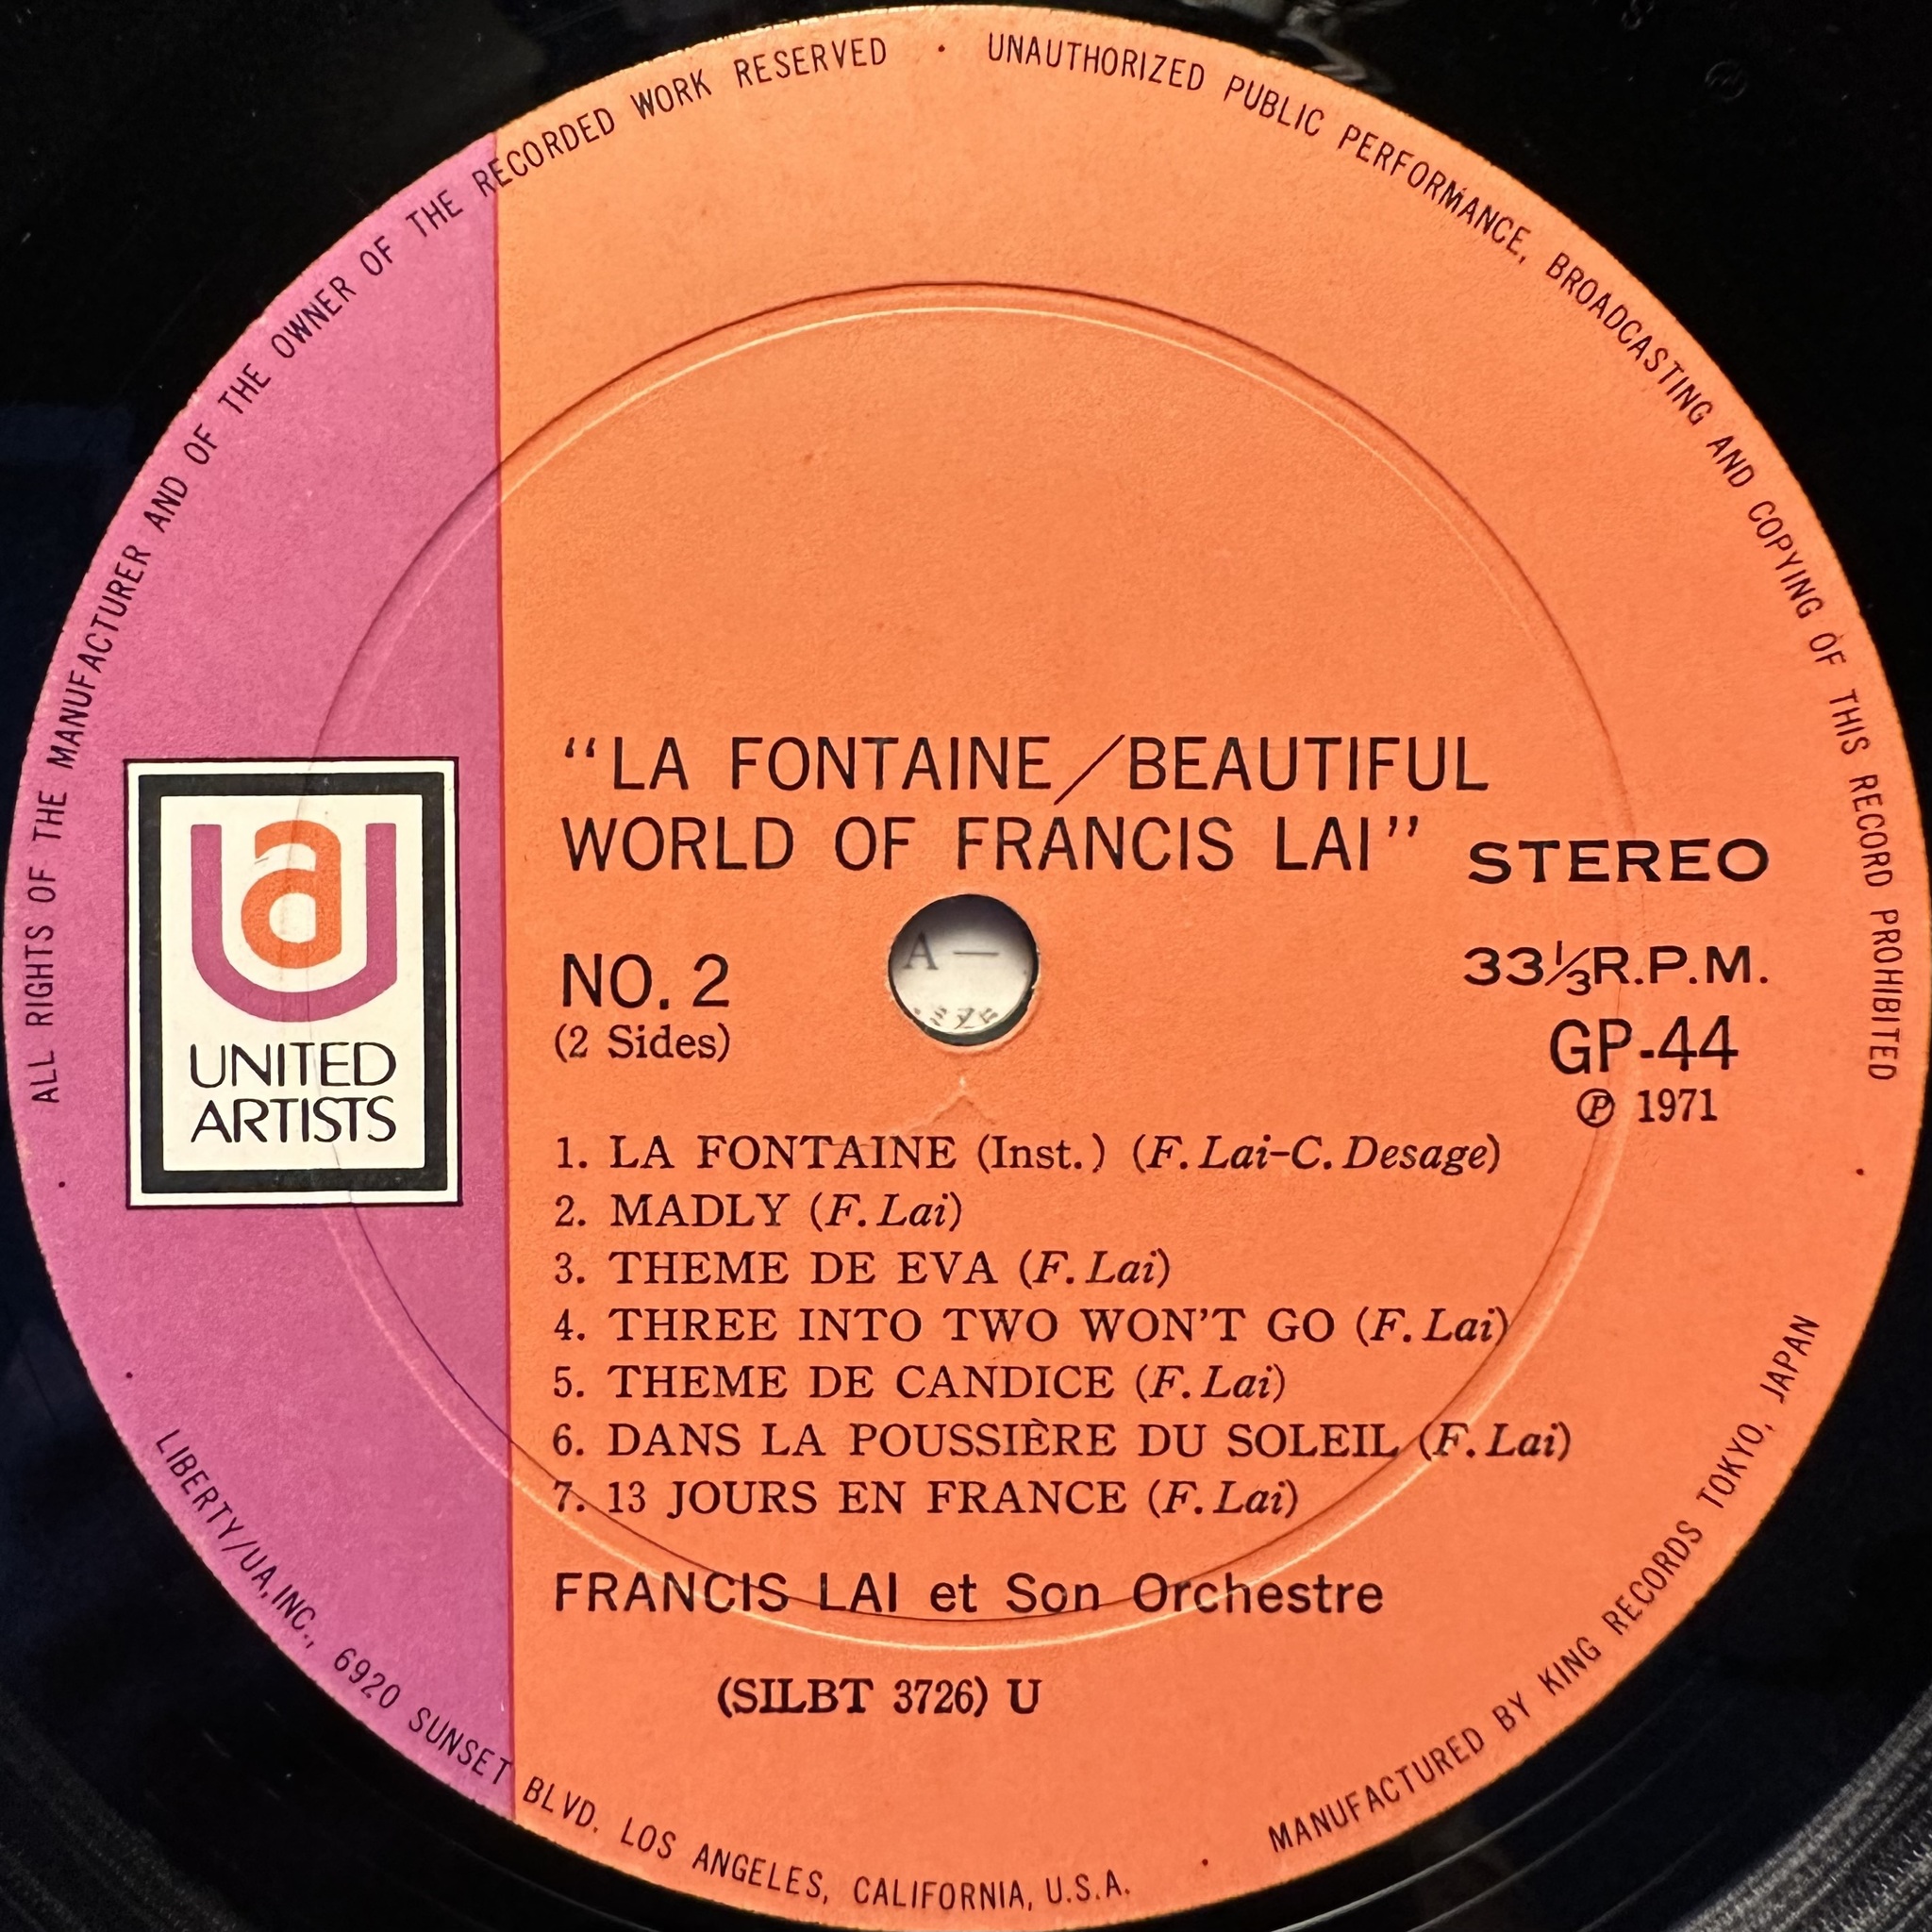 ALL RIGHTS OF THE MANUFACTURER AND OF THE OWNER OF THE RECORDED WORK RESERVED · UNAUTHORIZED PUBLIC PERFORMANCE, BROADCASTING AND COPYING OF THIS RECORD PROHIBITED
ua
UNITED
ARTISTS
“LA FONTAINE/BEAUTIFUL
WORLD OF FRANCIS LAI”
STEREO
NO. 2
(2 Sides)
A —
33⅓R.P.M.
GP-44
Ⓟ 1971
1. LA FONTAINE (Inst.) (F. Lai-C. Desage)
2. MADLY (F. Lai)
3. THEME DE EVA (F. Lai)
4. THREE INTO TWO WON'T GO (F. Lai)
5. THEME DE CANDICE (F. Lai)
6. DANS LA POUSSIÈRE DU SOLEIL (F. Lai)
7. 13 JOURS EN FRANCE (F. Lai)
FRANCIS LAI et Son Orchestre
(SILBT 3726) U
LIBERTY/UA, INC., 6920 SUNSET BLVD. LOS ANGELES, CALIFORNIA, U.S.A. · MANUFACTURED BY KING RECORDS TOKYO, JAPAN